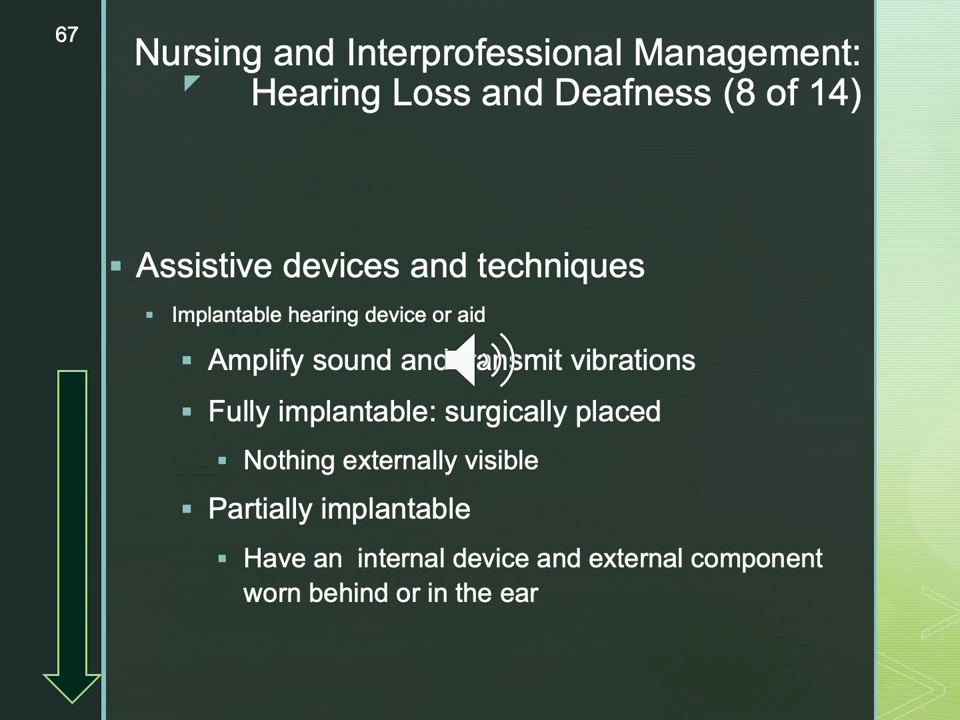 67
Nursing and Interprofessional Management:
Hearing Loss and Deafness (8 of 14)
▪ Assistive devices and techniques
▪ Implantable hearing device or aid
▪ Amplify sound and transmit vibrations
▪ Fully implantable: surgically placed
▪ Nothing externally visible
▪ Partially implantable
▪ Have an  internal device and external component
worn behind or in the ear